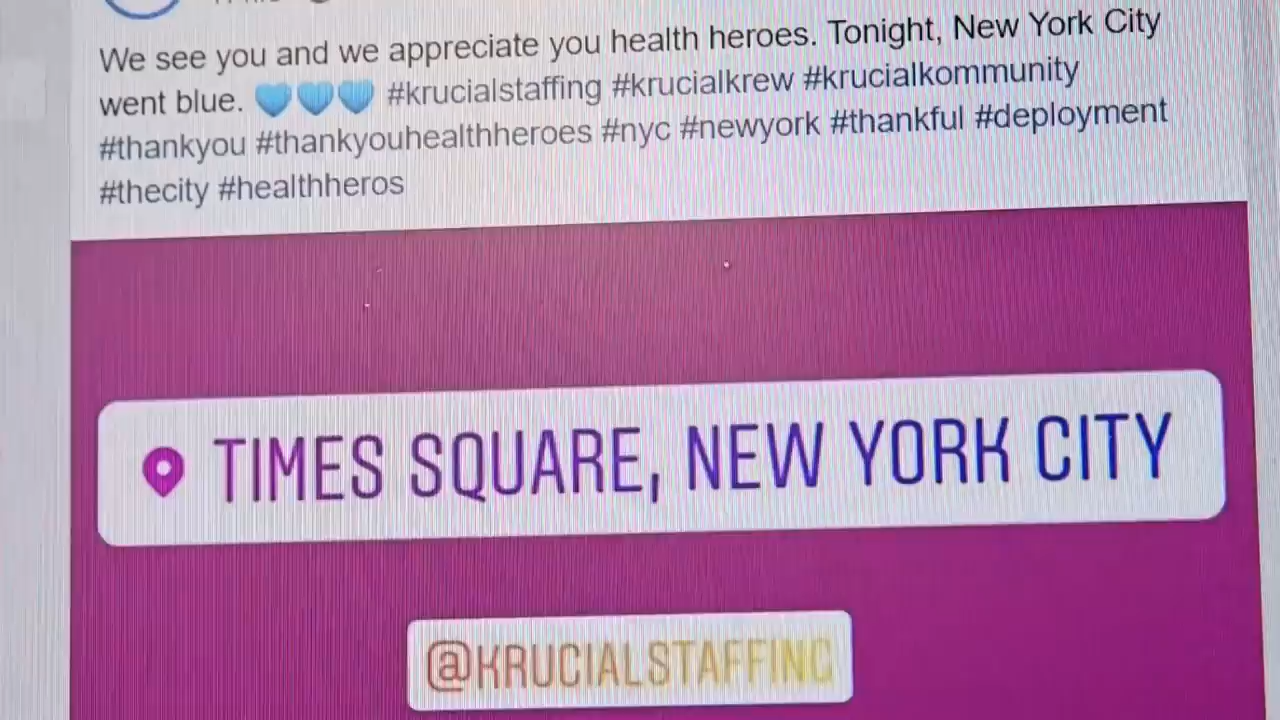 We see you and we appreciate you health heroes. Tonight, New York City
went blue. 💙💙💙 #krucialstaffing #krucialkrew #krucialkommunity
#thankyou #thankyouhealthheroes #nyc #newyork #thankful #deployment
#thecity #healthheros
TIMES SQUARE, NEW YORK CITY
@KRUCIALSTAFFING